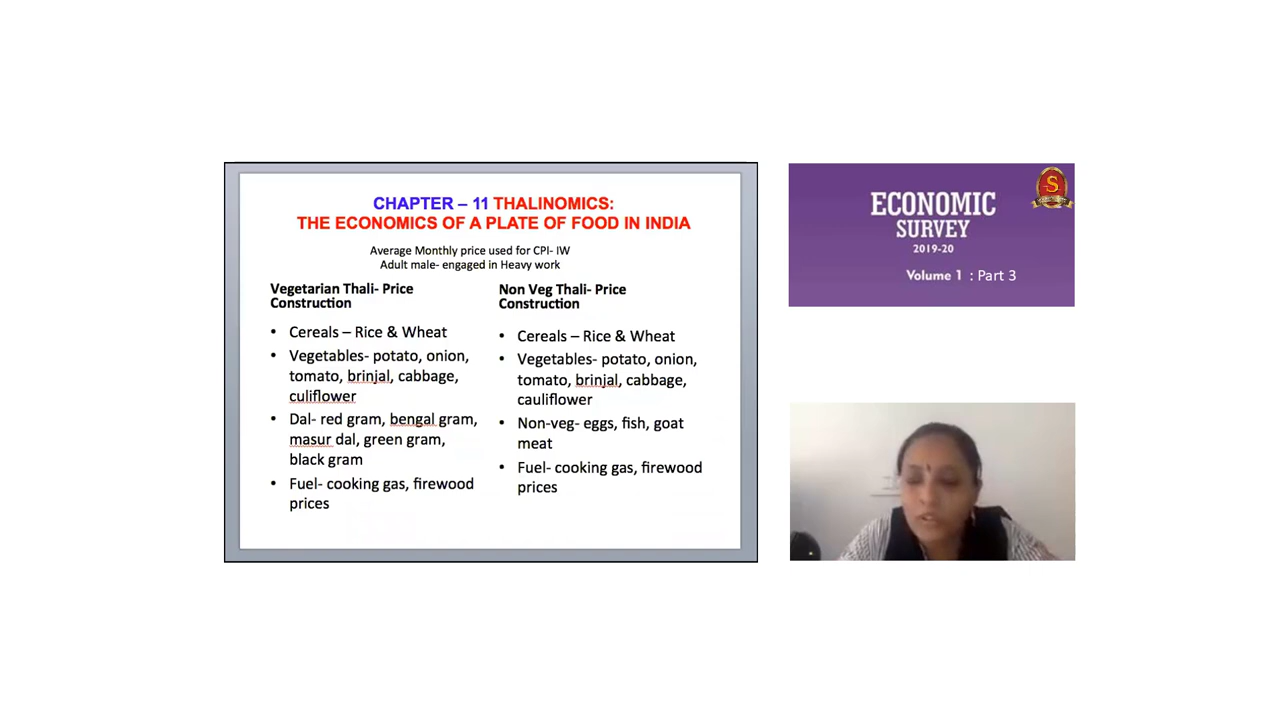 CHAPTER – 11 THALINOMICS:
THE ECONOMICS OF A PLATE OF FOOD IN INDIA
Average Monthly price used for CPI- IW
Adult male- engaged in Heavy work
Vegetarian Thali- Price
Construction
• Cereals – Rice & Wheat
• Vegetables- potato, onion,
tomato, brinjal, cabbage,
culiflower
• Dal- red gram, bengal gram,
masur dal, green gram,
black gram
• Fuel- cooking gas, firewood
prices
Non Veg Thali- Price
Construction
• Cereals – Rice & Wheat
• Vegetables- potato, onion,
tomato, brinjal, cabbage,
cauliflower
• Non-veg- eggs, fish, goat
meat
• Fuel- cooking gas, firewood
prices
ECONOMIC
SURVEY
2019-20
Volume 1 : Part 3
S